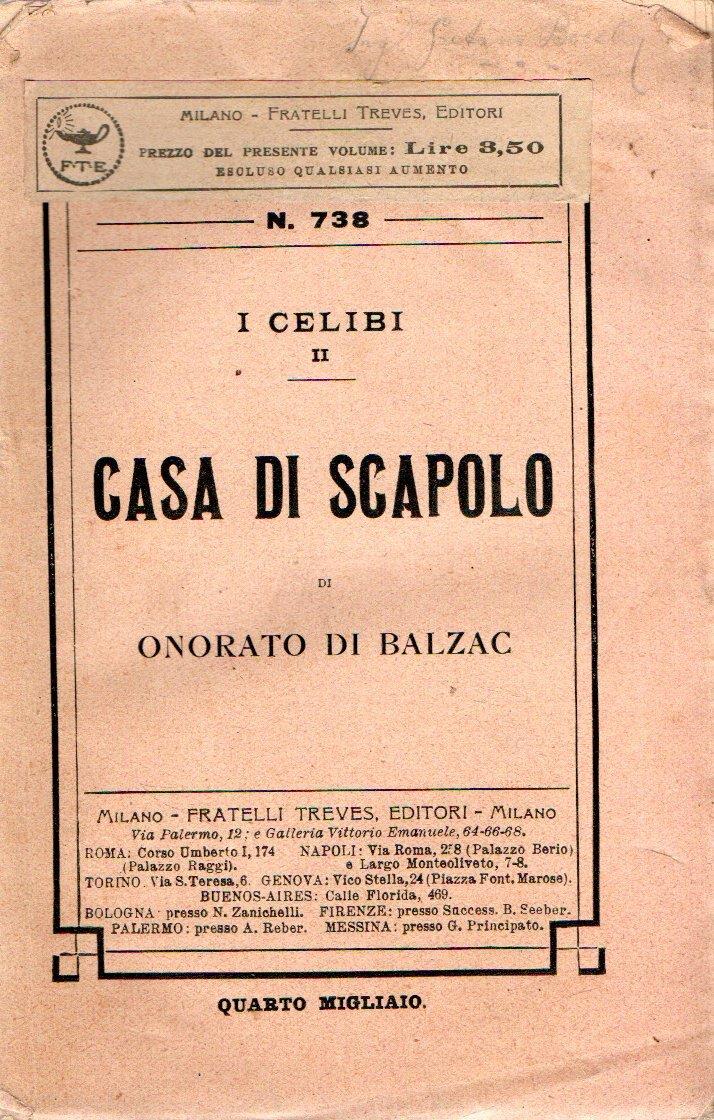 MILANO - FRATELLI TREVES, EDITORI
F.T.E.
PREZZO DEL PRESENTE VOLUME: Lire 3,50
ESCLUSO QUALSIASI AUMENTO
N. 738
I CELIBI
II
CASA DI SCAPOLO
DI
ONORATO DI BALZAC
MILANO - FRATELLI TREVES, EDITORI - MILANO
Via Palermo, 12; e Galleria Vittorio Emanuele, 64-66-68.
ROMA: Corso Umberto I, 174 NAPOLI: Via Roma, 258 (Palazzo Berio)
(Palazzo Raggi). e Largo Monteoliveto, 7-8.
TORINO. Via S. Teresa, 6. GENOVA: Vico Stella, 24 (Piazza Font. Marose).
BUENOS-AIRES: Calle Florida, 469.
BOLOGNA presso N. Zanichelli. FIRENZE: presso Success. B. Seeber.
PALERMO: presso A. Reber. MESSINA: presso G. Principato.
QUARTO MIGLIAIO.